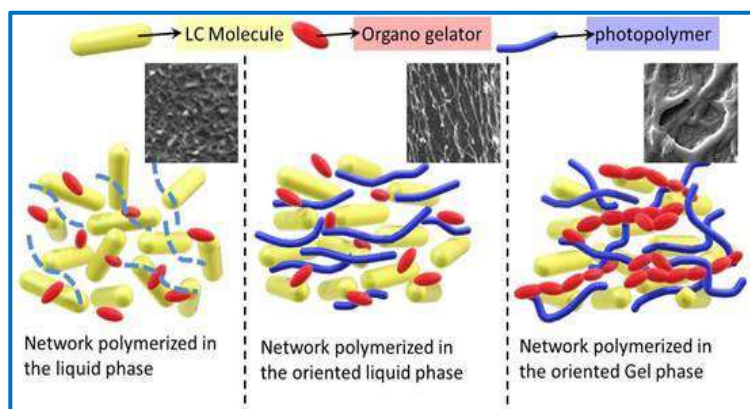 LC Molecule
Organo gelator
photopolymer
Network polymerized in
the liquid phase
Network polymerized in
the oriented liquid phase
Network polymerized in
the oriented Gel phase